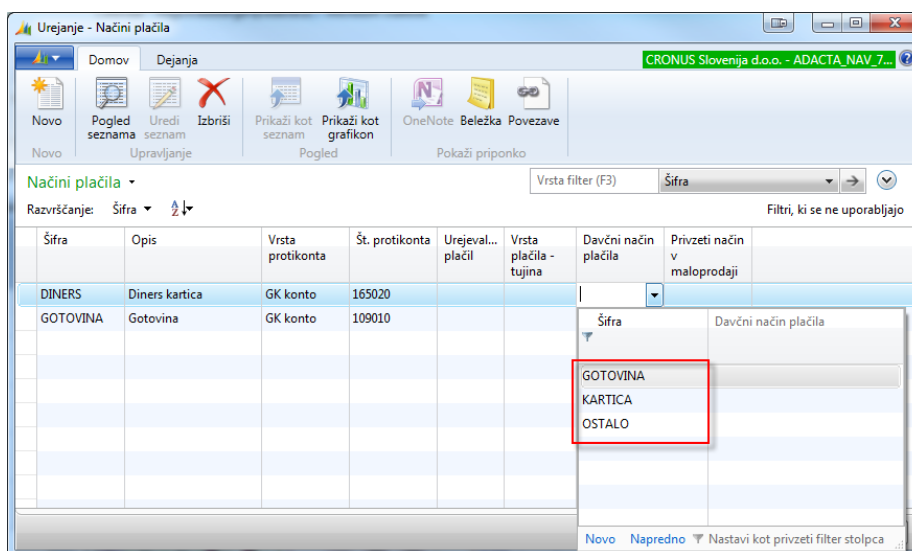 Urejanje - Načini plačila
Domov Dejanja
CRONUS Slovenija d.o.o. - ADACTA_NAV_7...
Novo Pogled seznama Uredi seznam Izbriši Prikaži kot seznam Prikaži kot grafikon OneNote Beležka Povezave
Novo Upravljanje Pogled Pokaži priponko
Načini plačila
Vrsta filter (F3) Šifra
Razvrščanje: Šifra
Filtri, ki se ne uporabljajo
Šifra Opis Vrsta protikonta Št. protikonta Urejeval... plačil Vrsta plačila - tujina Davčni način plačila Privzeti način v maloprodaji
DINERS Diners kartica GK konto 165020
GOTOVINA Gotovina GK konto 109010
Šifra Davčni način plačila
GOTOVINA
KARTICA
OSTALO
Novo Napredno Nastavi kot privzeti filter stolpca